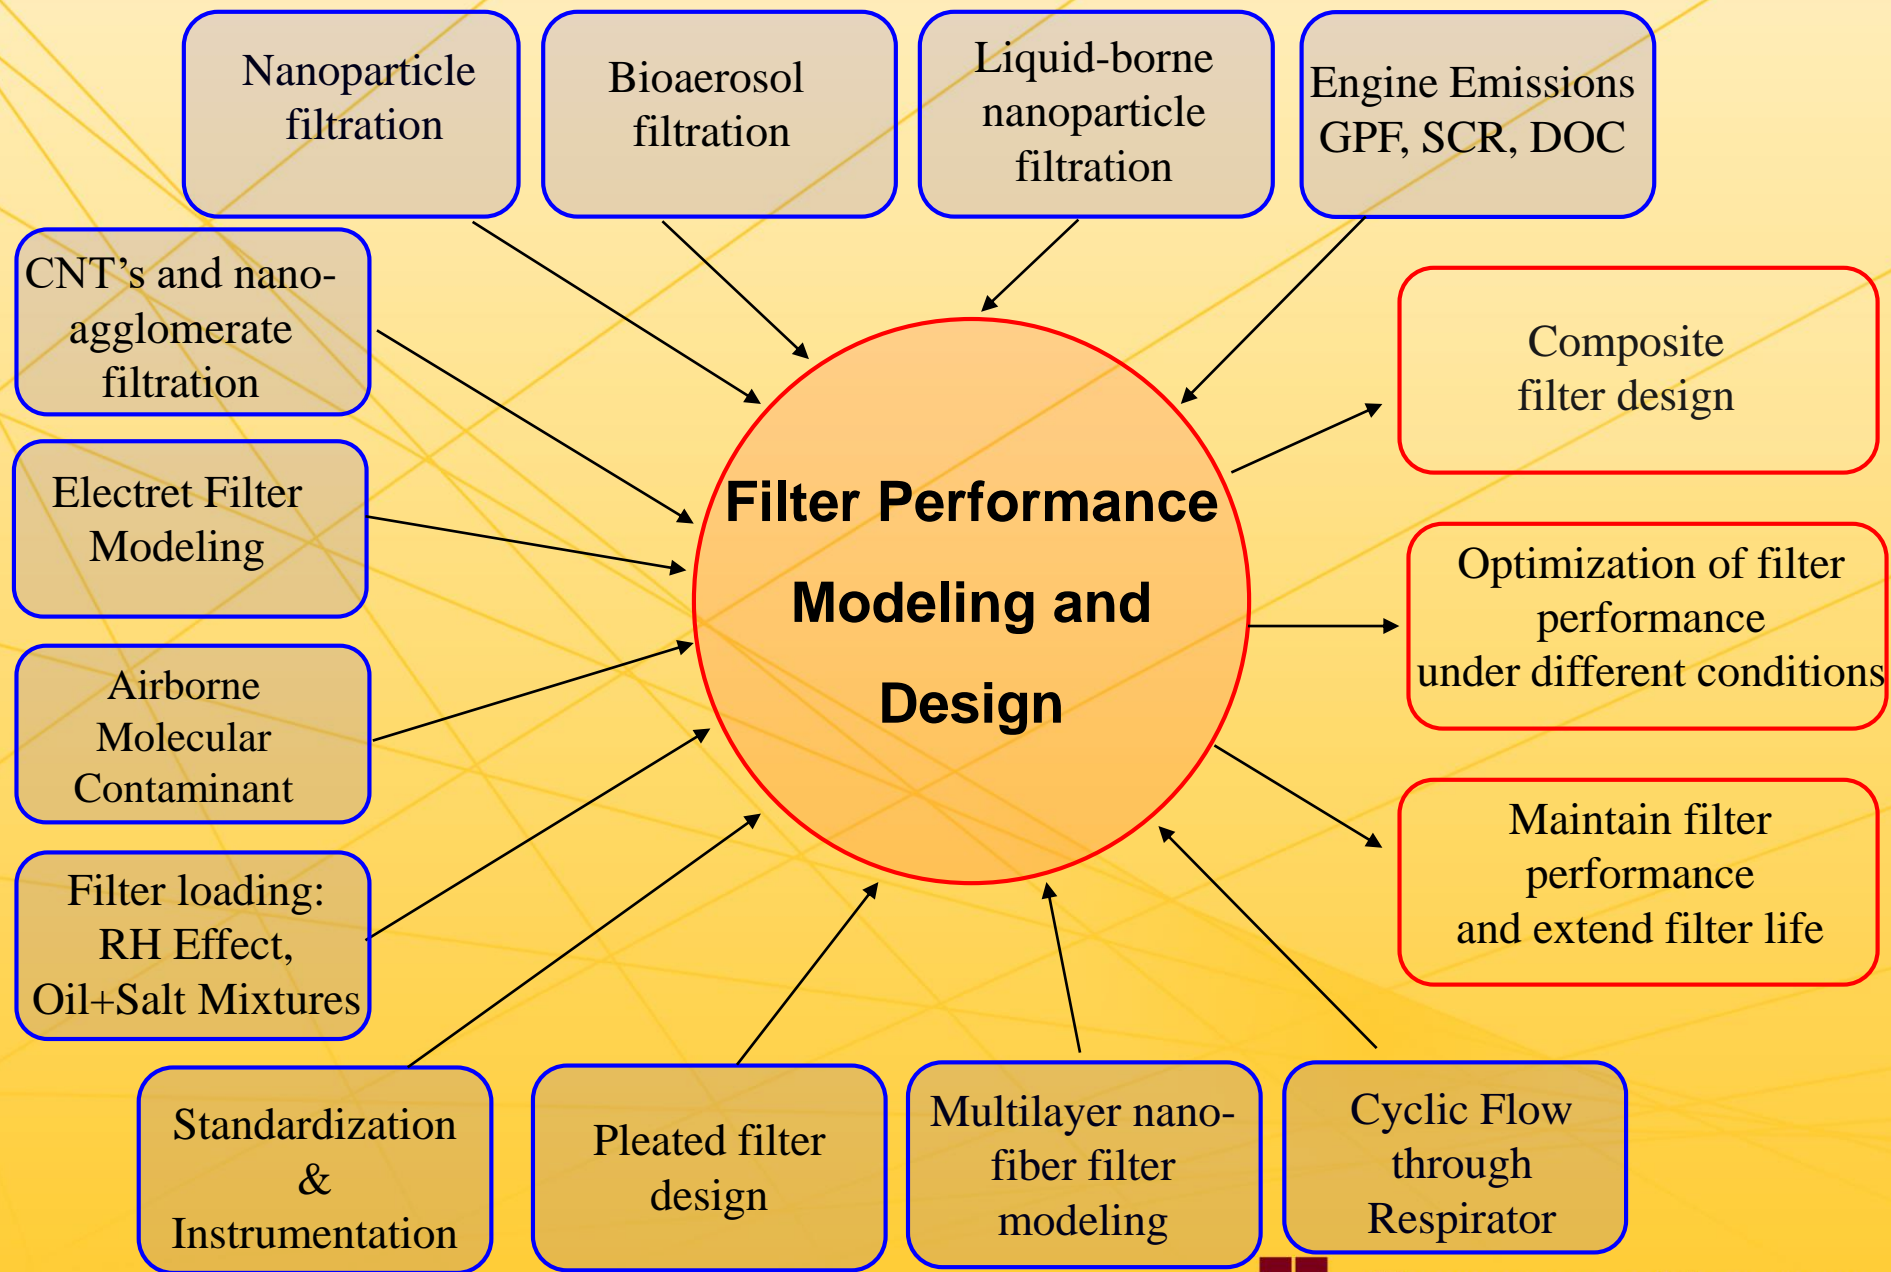 Nanoparticle
filtration
Bioaerosol
filtration
Liquid-borne
nanoparticle
filtration
Engine Emissions
GPF, SCR, DOC
CNT’s and nano-
agglomerate
filtration
Electret Filter
Modeling
Airborne
Molecular
Contaminant
Filter loading:
RH Effect,
Oil+Salt Mixtures
Filter Performance
Modeling and
Design
Composite
filter design
Optimization of filter
performance
under different conditions
Maintain filter
performance
and extend filter life
Standardization
&
Instrumentation
Pleated filter
design
Multilayer nano-
fiber filter
modeling
Cyclic Flow
through
Respirator